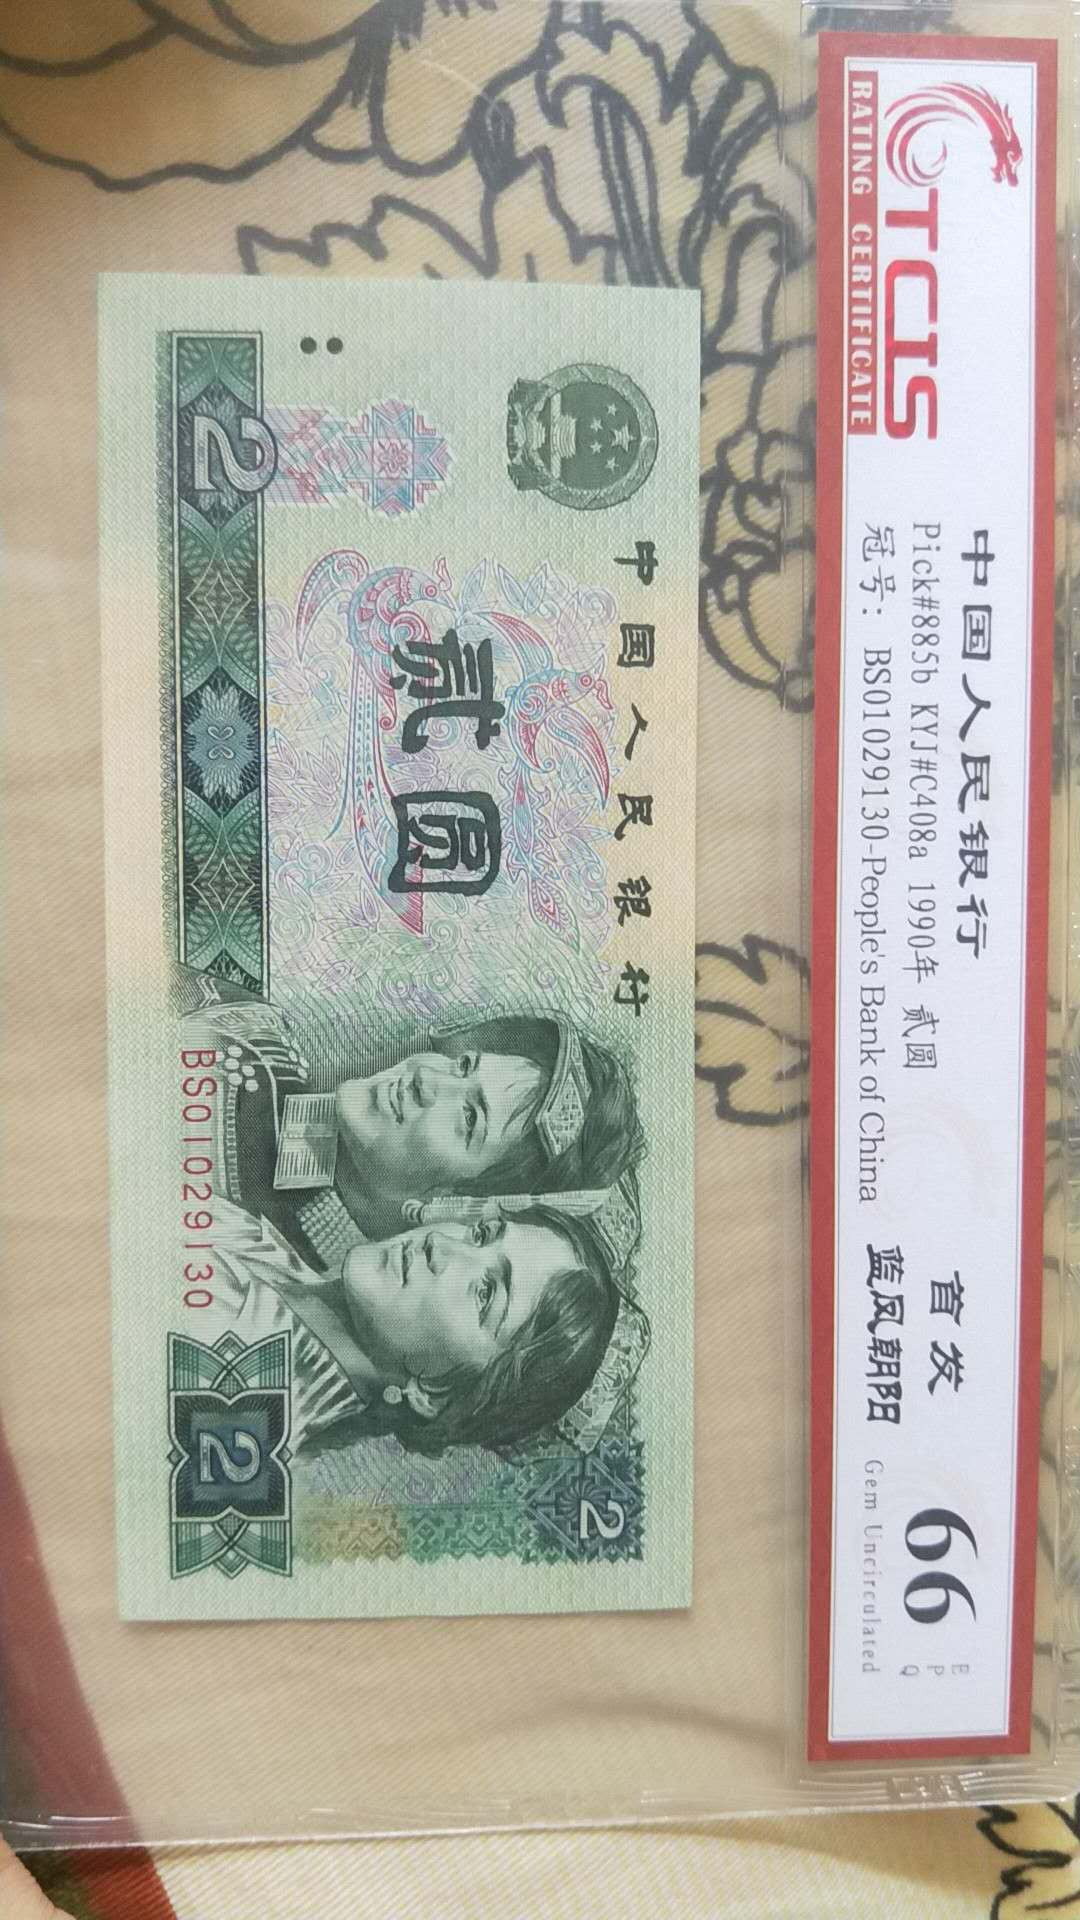 TCIS
RATING CERTIFICATE
中国人民银行
Pick#885b KYJ#C408a 1990年 贰圆
冠号: BS01029130-People's Bank of China
首发
蓝凤朝阳
66
E
P
Q
Gem Uncirculated
中国人民银行
贰圆
2
BS01029130
2
2